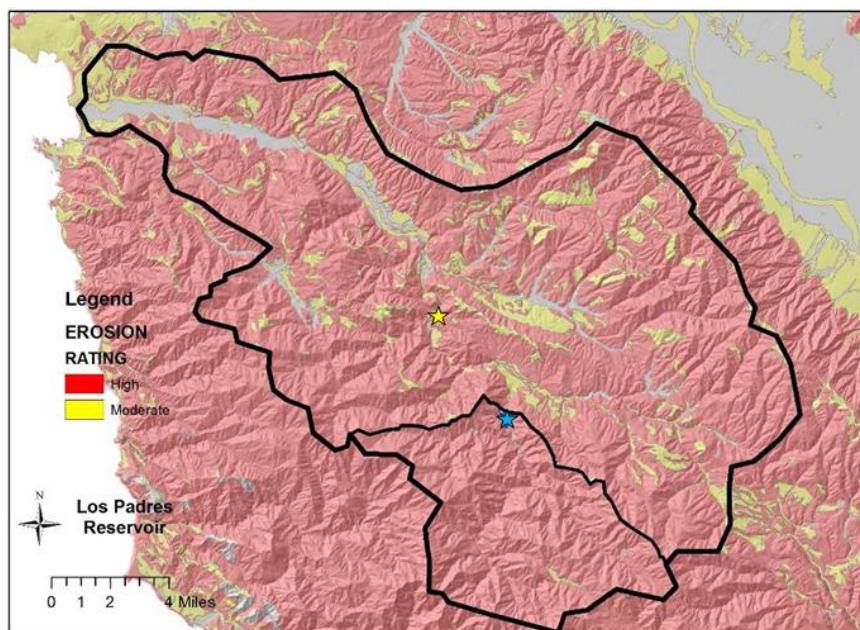 Legend
EROSION
RATING
High
Moderate
N
Los Padres
Reservoir
0 1 2 4 Miles